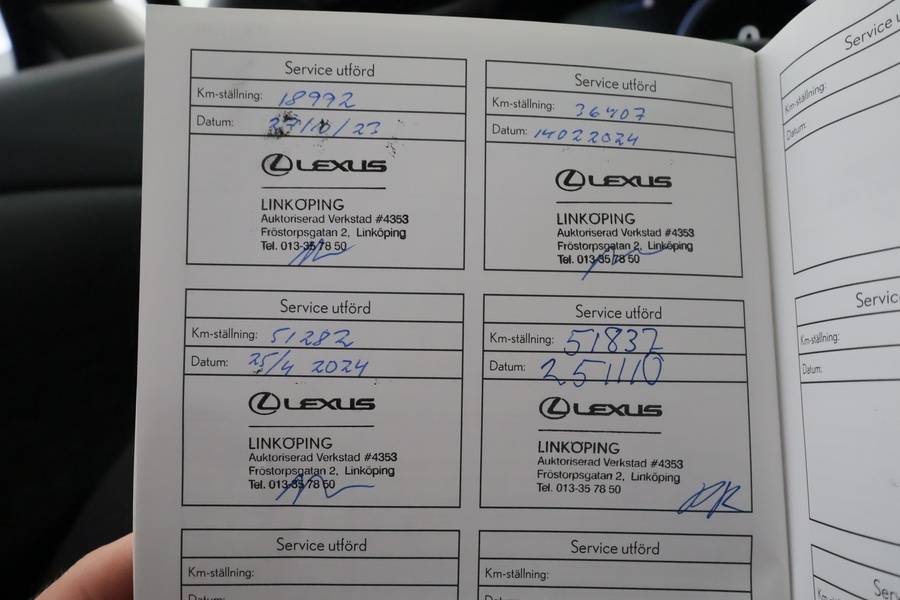 Service utförd
Km-ställning: 18992
Datum: 27/10/23
LEXUS
LINKÖPING
Auktoriserad Verkstad #4353
Fröstorpsgatan 2, Linköping
Tel. 013-35 78 50
Service utförd
Km-ställning: 36407
Datum: 14022024
LEXUS
LINKÖPING
Auktoriserad Verkstad #4353
Fröstorpsgatan 2, Linköping
Tel. 013-35 78 50
Service utförd
Km-ställning: 51282
Datum: 25/4 2024
LEXUS
LINKÖPING
Auktoriserad Verkstad #4353
Fröstorpsgatan 2, Linköping
Tel. 013-35 78 50
Service utförd
Km-ställning: 51832
Datum: 251110
LEXUS
LINKÖPING
Auktoriserad Verkstad #4353
Fröstorpsgatan 2, Linköping
Tel. 013-35 78 50
Service utförd
Km-ställning:
Datum:
Service utförd
Km-ställning:
Service
Km-ställning:
Datum:
Service
Km-ställning:
Datum:
Km-ställning: